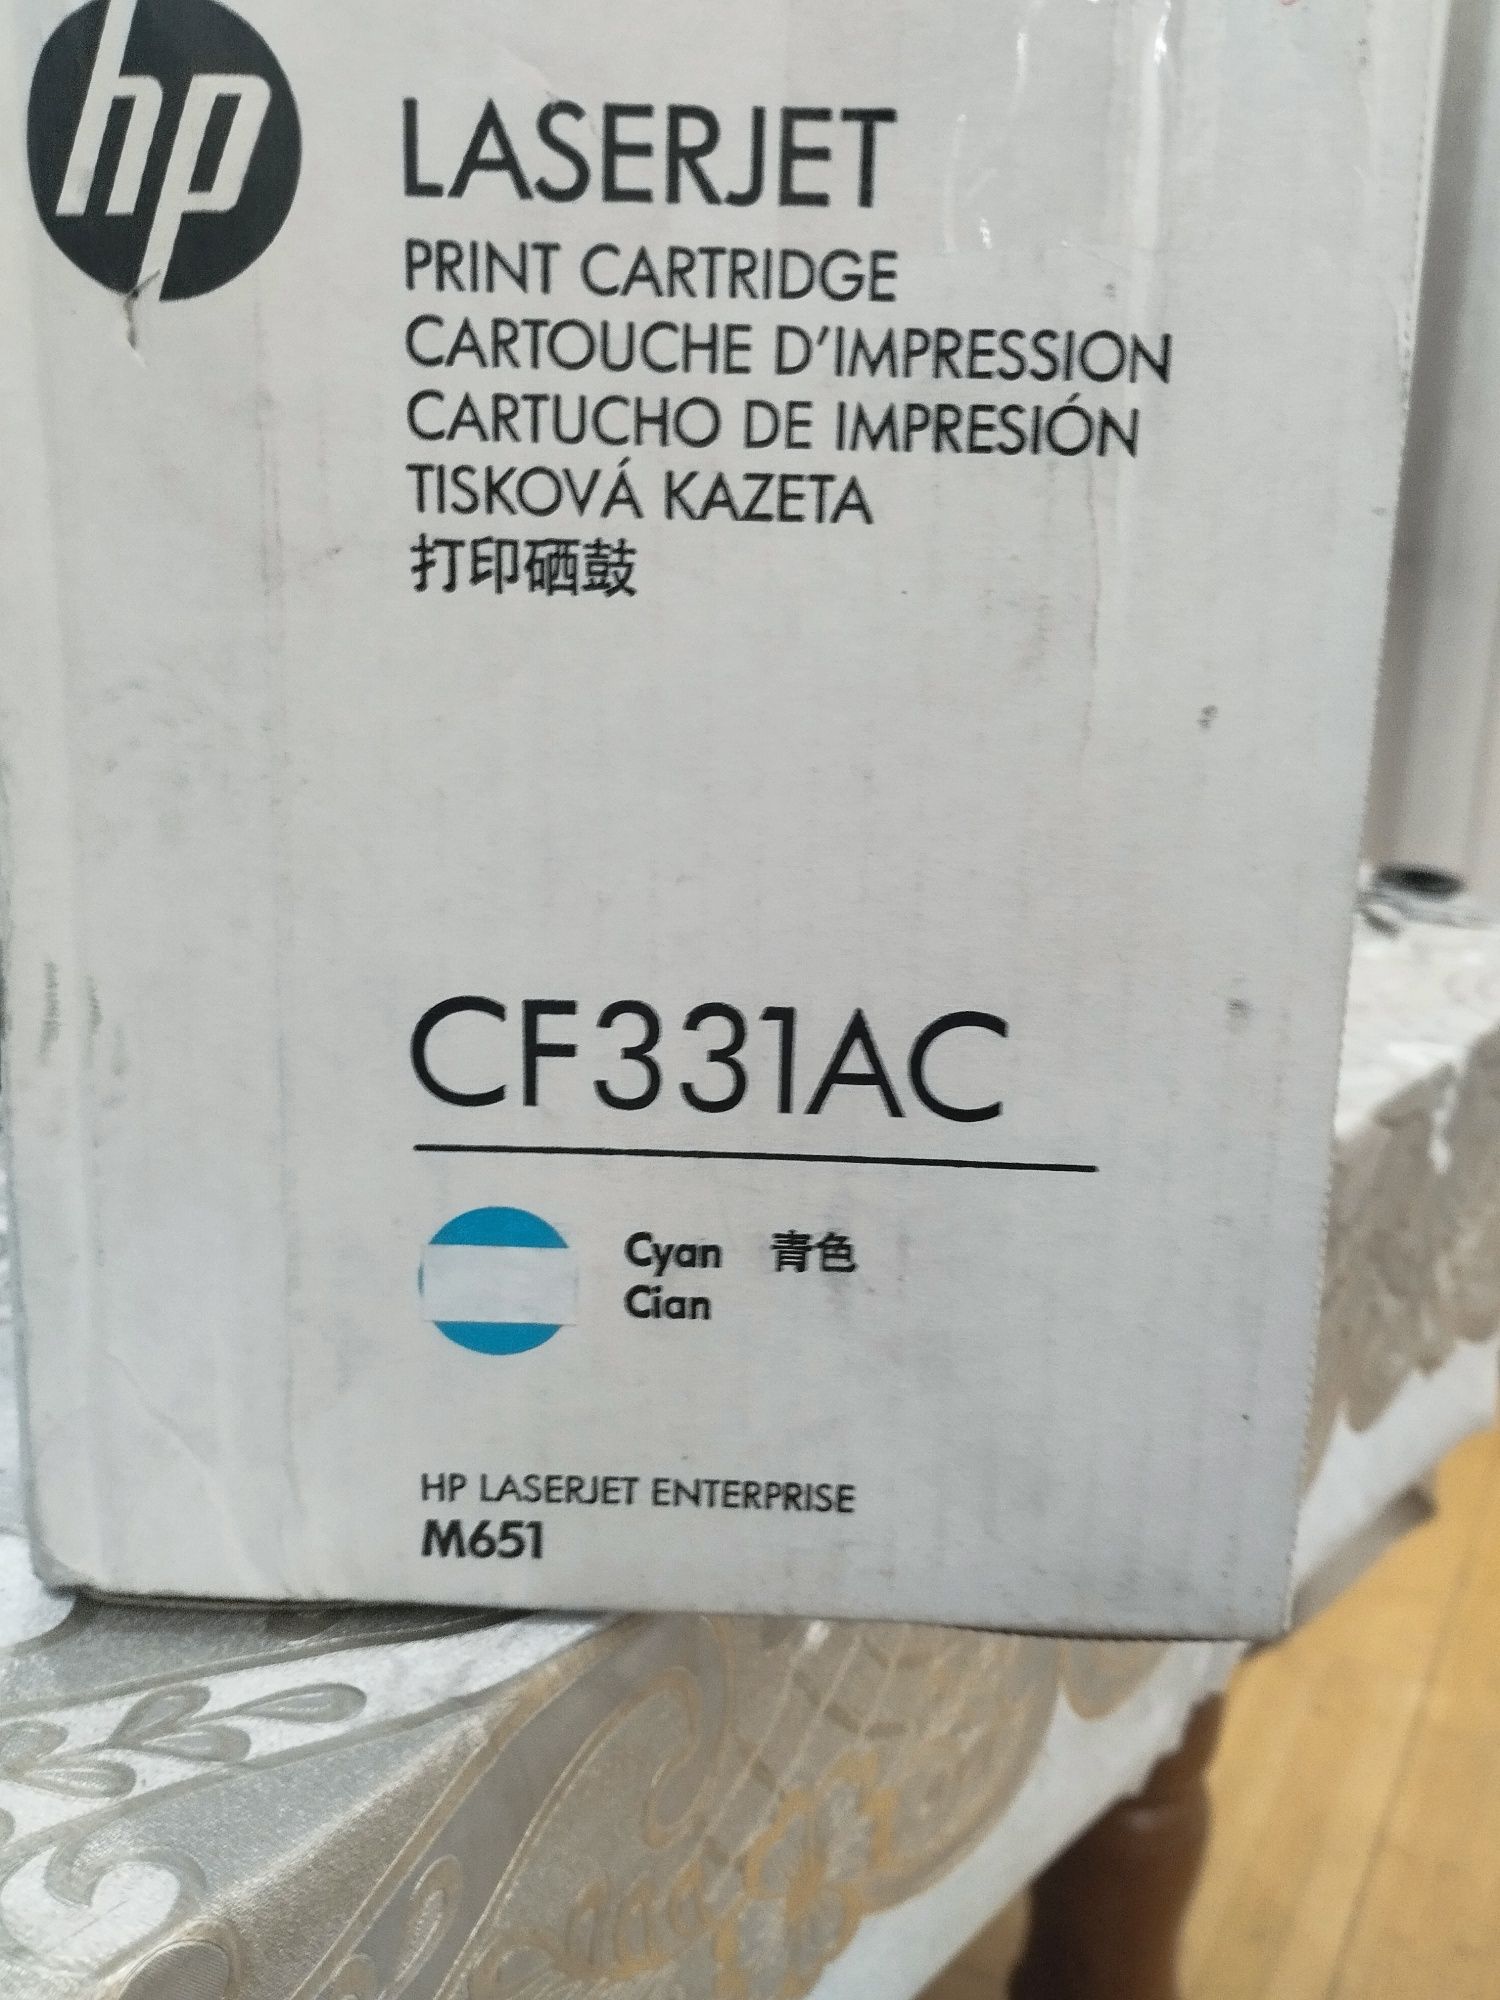 hp
LASERJET
PRINT CARTRIDGE
CARTOUCHE D'IMPRESSION
CARTUCHO DE IMPRESIÓN
TISKOVÁ KAZETA
打印硒鼓
CF331AC
Cyan 青色
Cian
HP LASERJET ENTERPRISE
M651